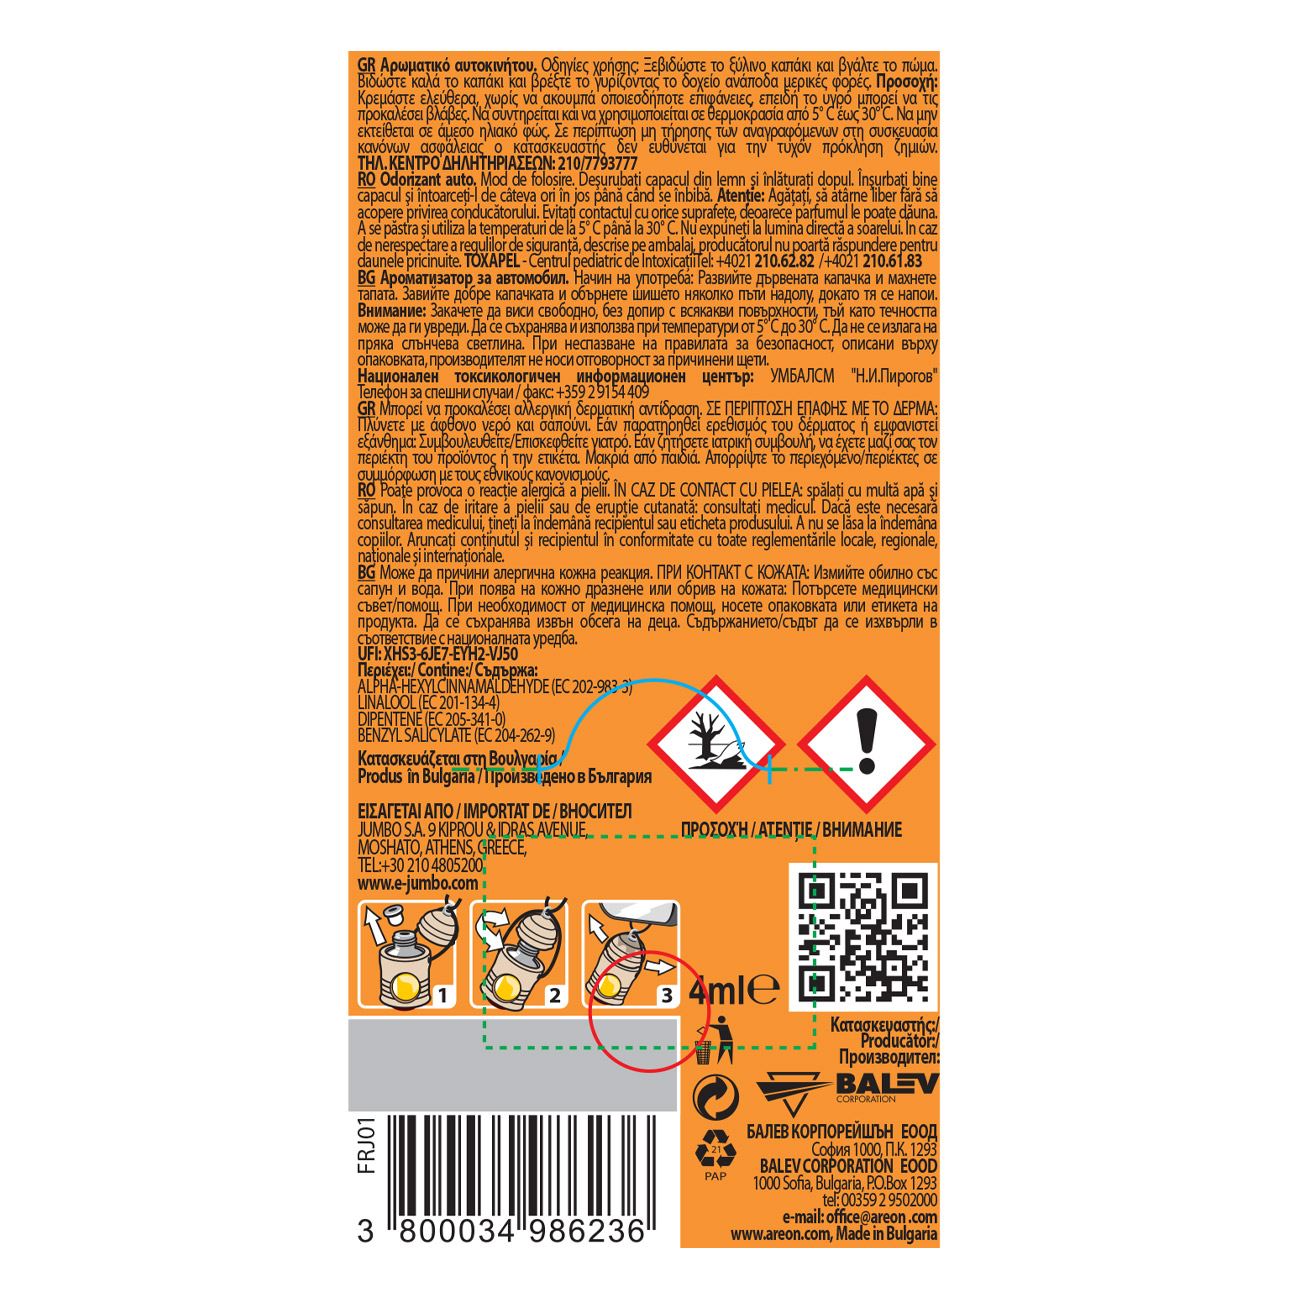 GR Αρωματικό αυτοκινήτου. Οδηγίες χρήσης: Ξεβιδώστε το ξύλινο καπάκι και βγάλτε το πώμα.
Βιδώστε καλά το καπάκι και βρέξτε το γυρίζοντας το δοχείο ανάποδα μερικές φορές. Προσοχή:
Κρεμάστε ελεύθερα, χωρίς να ακουμπά οποιεσδήποτε επιφάνειες, επειδή το υγρό μπορεί να τις
προκαλέσει βλάβες. Να συντηρείται και να χρησιμοποιείται σε θερμοκρασία από 5° C έως 30° C. Να μην
εκτείθεται σε άμεσο ηλιακό φώς. Σε περίπτωση μη τήρησης των αναγραφόμενων στη συσκευασία
κανόνων ασφάλειας ο κατασκευαστής δεν ευθύνεται για την τυχόν πρόκληση ζημιών.
ΤΗΛ. ΚΕΝΤΡΟ ΔΗΛΗΤΗΡΙΑΣΕΩΝ: 210/7793777
RO Odorizant auto. Mod de folosire. Deşurubaţi capacul din lemn şi înlăturaţi dopul. Înşurbaţi bine
capacul şi întoarceţi-l de câteva ori în jos până când se înbibă. Atenţie: Agăţaţi, să atârne liber fără să
acopere privirea conducătorului. Evitaţi contactul cu orice suprafete, deoarece parfumul le poate dăuna.
A se păstra şi utiliza la temperaturi de la 5° C până la 30° C. Nu expuneţi la lumina directă a soarelui. In caz
de nerespectare a regulilor de siguranţă, descrise pe ambalaj, producătorul nu poartă răspundere pentru
daunele pricinuite. TOXAPEL - Centrul pediatric de Intoxicaţii Tel: +4021 210.62.82 /+4021 210.61.83
BG Ароматизатор за автомобил. Начин на употреба: Развийте дървената капачка и махнете
тапата. Завийте добре капачката и обърнете шишето няколко пъти надолу, докато тя се напои.
Внимание: Закачете да виси свободно, без допир с всякакви повърхности, тъй като течността
може да ги увреди. Да се съхранява и използва при температури от 5° C до 30° C. Да не се излага на
пряка слънчева светлина. При неспазване на правилата за безопасност, описани върху
опаковката, производителят не носи отговорност за причинени щети.
Национален токсикологичен информационен център: УМБАЛСМ "Н.И.Пирогов"
Телефон за спешни случаи / факс: +359 2 9154 409
GR Μπορεί να προκαλέσει αλλεργική δερματική αντίδραση. ΣΕ ΠΕΡΙΠΤΩΣΗ ΕΠΑΦΗΣ ΜΕ ΤΟ ΔΕΡΜΑ:
Πλύνετε με άφθονο νερό και σαπούνι. Εάν παρατηρηθεί ερεθισμός του δέρματος ή εμφανιστεί
εξάνθημα: Συμβουλευθείτε/Επισκεφθείτε γιατρό. Εάν ζητήσετε ιατρική συμβουλή, να έχετε μαζί σας τον
περιέκτη του προϊόντος ή την ετικέτα. Μακριά από παιδιά. Απορρίψτε το περιεχόμενο/περιέκτες σε
συμμόρφωση με τους εθνικούς κανονισμούς.
RO Poate provoca o reacţie alergică a pielii. ÎN CAZ DE CONTACT CU PIELEA: spălaţi cu multă apă şi
săpun. În caz de iritare a pielii sau de erupţie cutanată: consultaţi medicul. Dacă este necesară
consultarea medicului, ţineţi la îndemână recipientul sau eticheta produsului. A nu se lăsa la îndemâna
copiilor. Aruncaţi conţinutul şi recipientul în conformitate cu toate reglementările locale, regionale,
naţionale şi internaţionale.
BG Може да причини алергична кожна реакция. ПРИ КОНТАКТ С КОЖАТА: Измийте обилно със
сапун и вода. При поява на кожно дразнене или обрив на кожата: Потърсете медицински
съвет/помощ. При необходимост от медицинска помощ, носете опаковката или етикета на
продукта. Да се съхранява извън обсега на деца. Съдържанието/съдът да се изхвърли в
съответствие с националната уредба.
UFI: XHS3-6JE7-EYH2-VJ50
Περιέχει:/ Conţine:/ Съдържа:
ALPHA-HEXYLCINNAMALDEHYDE (EC 202-983-3)
LINALOOL (EC 201-134-4)
DIPENTENE (EC 205-341-0)
BENZYL SALICYLATE (EC 204-262-9)
Κατασκευάζεται στη Βουλγαρία /
Produs în Bulgaria / Произведено в България
ΕΙΣΑΓΕΤΑΙ ΑΠΟ / IMPORTAT DE / ВНОСИТЕЛ
JUMBO S.A. 9 KIPROU & IDRAS AVENUE,
MOSHATO, ATHENS, GREECE,
TEL:+30 210 4805200,
www.e-jumbo.com
ΠΡΟΣΟΧΉ / ATENŢIE / ВНИМАНИЕ
1
2
3
4ml℮
Κατασκευαστής:/
Producător:/
Производител:
BALEV
CORPORATION
БАЛЕВ КОРПОРЕЙШЪН ЕООД
София 1000, П.К. 1293
BALEV CORPORATION EOOD
1000 Sofia, Bulgaria, P.O.Box 1293
tel: 00359 2 9502000
e-mail: office@areon .com
www.areon.com, Made in Bulgaria
21
PAP
FRJ01
3 800034 986236